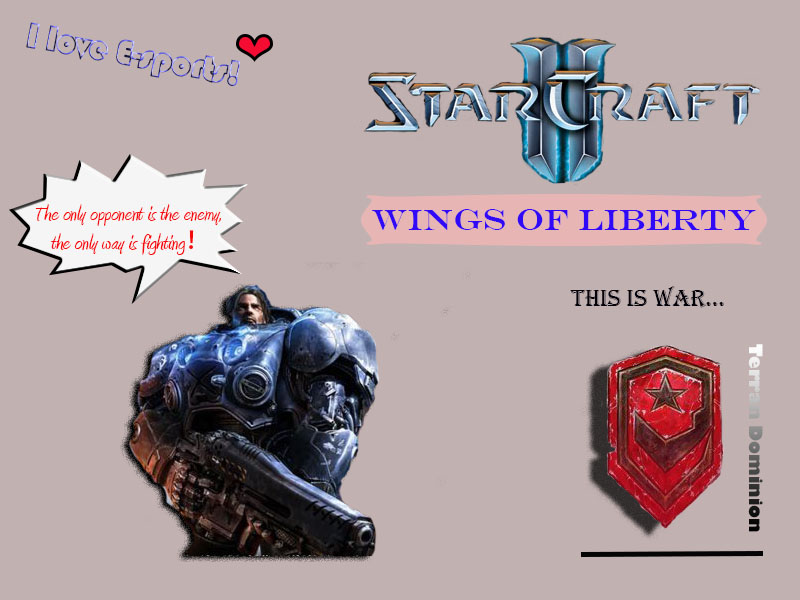 I love E-sports!
STARCRAFT
II
WINGS OF LIBERTY
The only opponent is the enemy,
the only way is fighting!
THIS IS WAR...
Terran Dominion